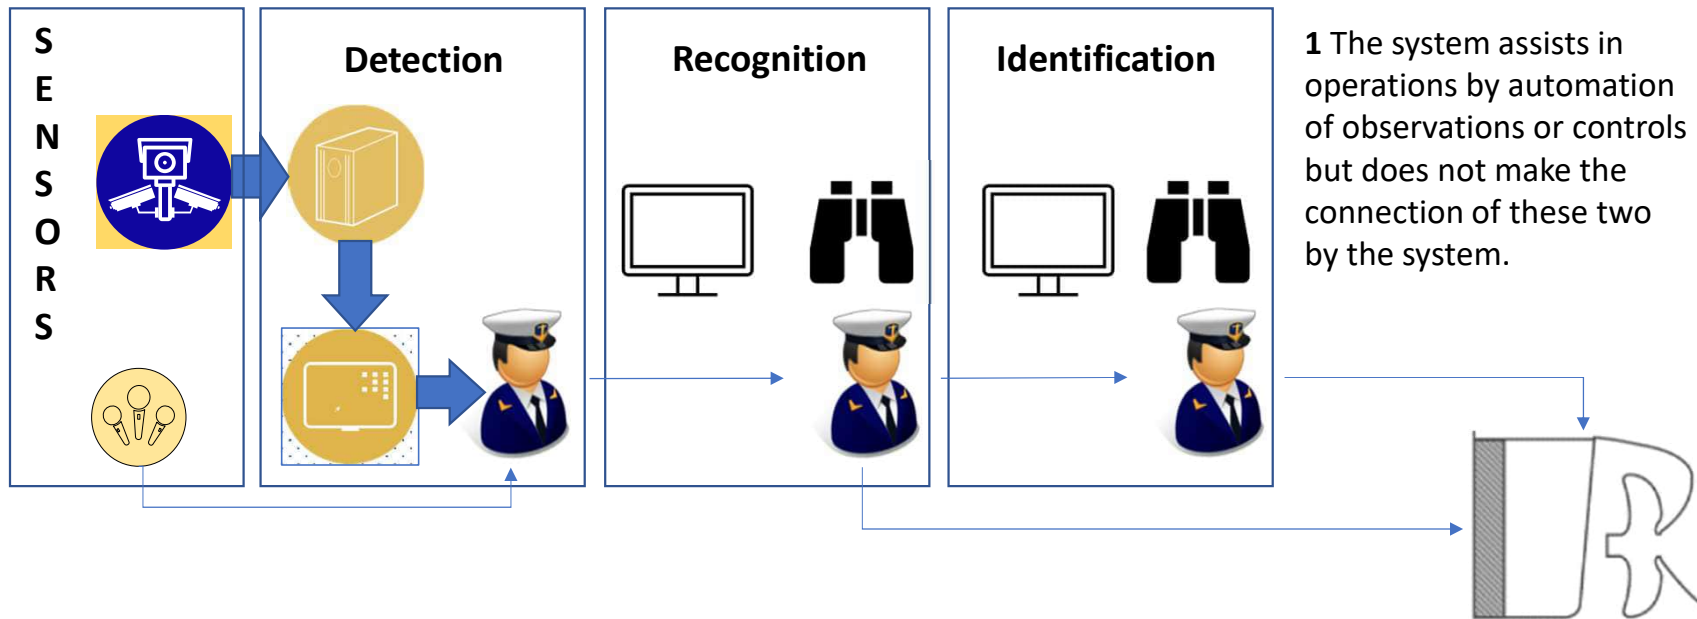 S
E
N
S
O
R
S
Detection
Recognition
Identification
1 The system assists in
operations by automation
of observations or controls
but does not make the
connection of these two
by the system.